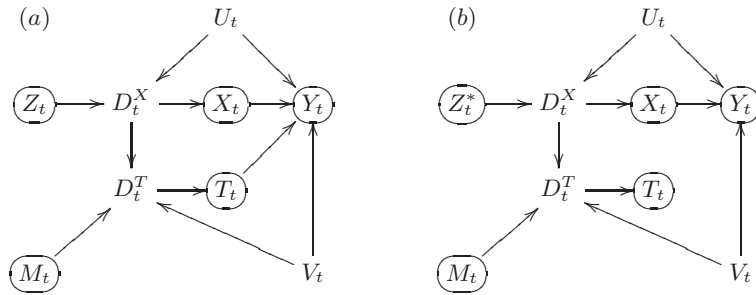 (a) U_t (b) U_t
Z_t D_t^X X_t Y_t Z_t^* D_t^X X_t Y_t
D_t^T T_t D_t^T T_t
M_t V_t M_t V_t